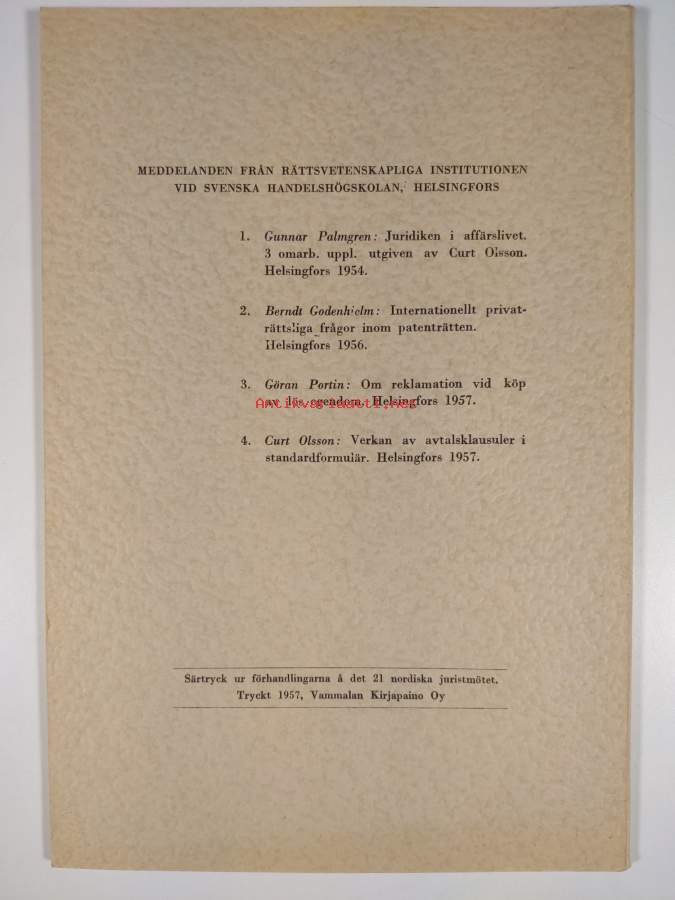 MEDDELANDEN FRÅN RÄTTSVETENSKAPLIGA INSTITUTIONEN
VID SVENSKA HANDELSHÖGSKOLAN, HELSINGFORS
1. Gunnar Palmgren: Juridiken i affärslivet.
3 omarb. uppl. utgiven av Curt Olsson.
Helsingfors 1954.
2. Berndt Godenhielm: Internationellt privat-
rättsliga frågor inom patenträtten.
Helsingfors 1956.
3. Göran Portin: Om reklamation vid köp
av lös egendom. Helsingfors 1957.
Antikvariaatti.net
4. Curt Olsson: Verkan av avtalsklausuler i
standardformulär. Helsingfors 1957.
Särtryck ur förhandlingarna å det 21 nordiska juristmötet.
Tryckt 1957, Vammalan Kirjapaino Oy